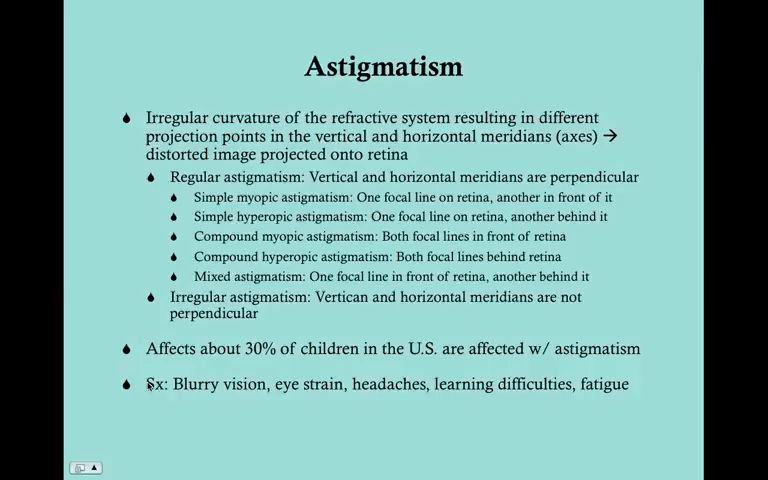 Astigmatism
Irregular curvature of the refractive system resulting in different
projection points in the vertical and horizontal meridians (axes) →
distorted image projected onto retina
Regular astigmatism: Vertical and horizontal meridians are perpendicular
Simple myopic astigmatism: One focal line on retina, another in front of it
Simple hyperopic astigmatism: One focal line on retina, another behind it
Compound myopic astigmatism: Both focal lines in front of retina
Compound hyperopic astigmatism: Both focal lines behind retina
Mixed astigmatism: One focal line in front of retina, another behind it
Irregular astigmatism: Vertican and horizontal meridians are not
perpendicular
Affects about 30% of children in the U.S. are affected w/ astigmatism
Sx: Blurry vision, eye strain, headaches, learning difficulties, fatigue